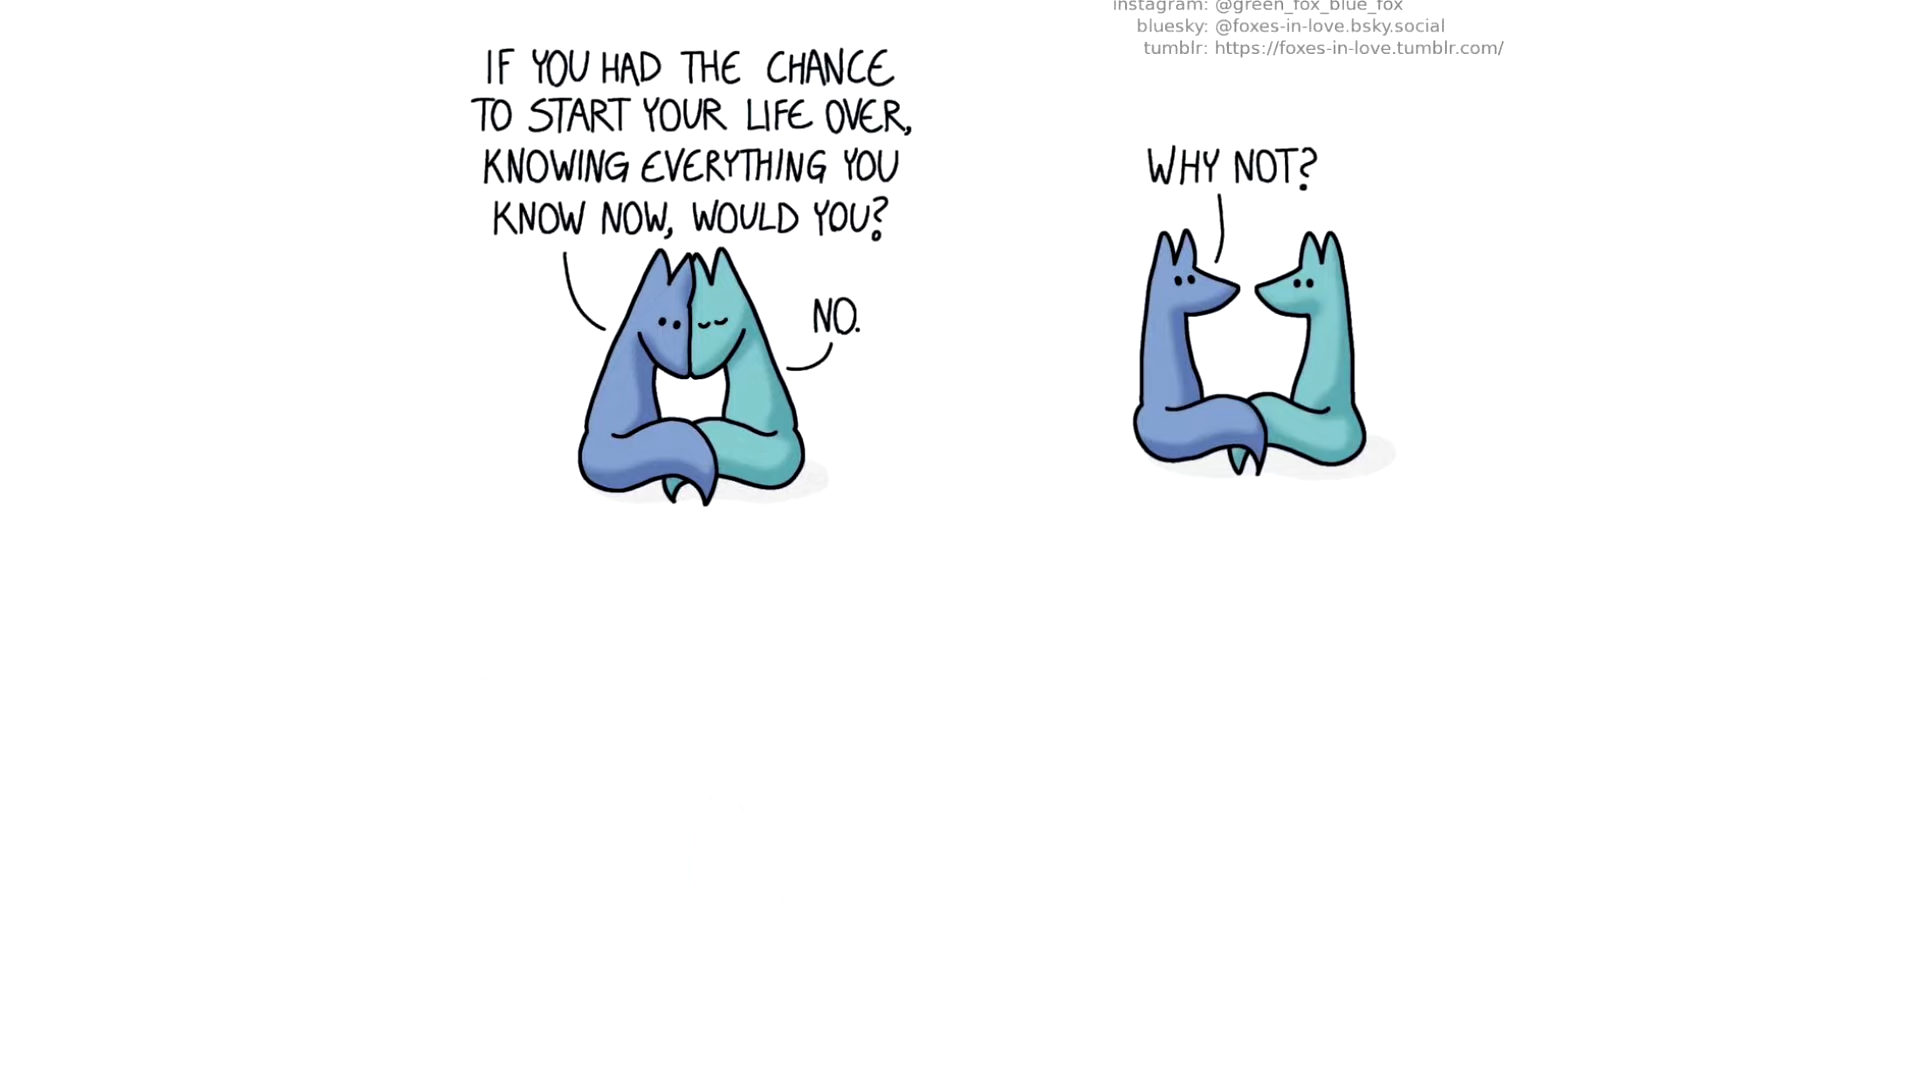 IF YOU HAD THE CHANCE
TO START YOUR LIFE OVER,
KNOWING EVERYTHING YOU
KNOW NOW, WOULD YOU?
NO.
instagram: @green_fox_blue_fox
bluesky: @foxes-in-love.bsky.social
tumblr: https://foxes-in-love.tumblr.com/
WHY NOT?